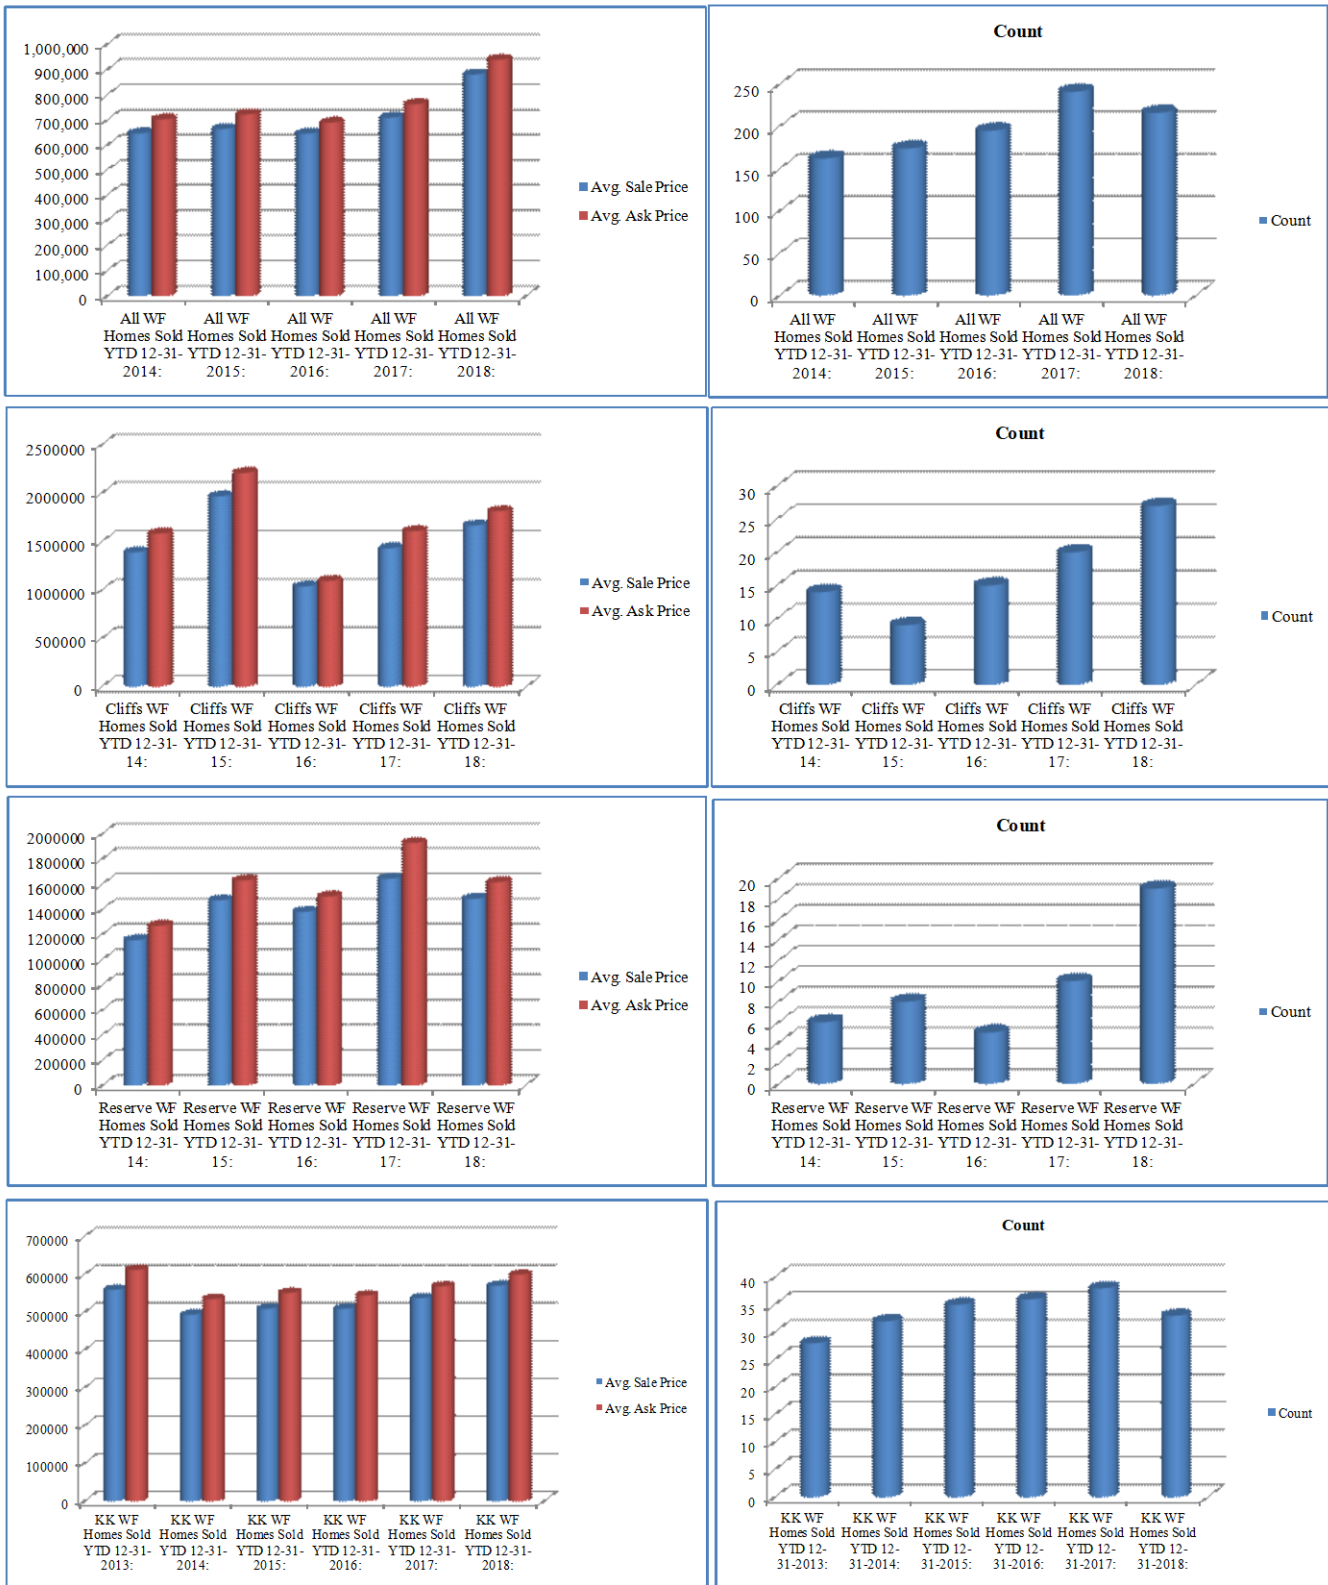 1,000,000
900,000
800,000
700,000
600,000
500,000
400,000
300,000
200,000
100,000
0
All WF All WF All WF All WF All WF
Homes Sold Homes Sold Homes Sold Homes Sold Homes Sold
YTD 12-31- YTD 12-31- YTD 12-31- YTD 12-31- YTD 12-31-
2014: 2015: 2016: 2017: 2018:
Avg. Sale Price
Avg. Ask Price
Count
250
200
150
100
50
0
All WF All WF All WF All WF All WF
Homes Sold Homes Sold Homes Sold Homes Sold Homes Sold
YTD 12-31- YTD 12-31- YTD 12-31- YTD 12-31- YTD 12-31-
2014: 2015: 2016: 2017: 2018:
Count
2500000
2000000
1500000
1000000
500000
0
Cliffs WF Cliffs WF Cliffs WF Cliffs WF Cliffs WF
Homes Sold Homes Sold Homes Sold Homes Sold Homes Sold
YTD 12-31- YTD 12-31- YTD 12-31- YTD 12-31- YTD 12-31-
14: 15: 16: 17: 18:
Avg. Sale Price
Avg. Ask Price
Count
30
25
20
15
10
5
0
Cliffs WF Cliffs WF Cliffs WF Cliffs WF Cliffs WF
Homes Sold Homes Sold Homes Sold Homes Sold Homes Sold
YTD 12-31- YTD 12-31- YTD 12-31- YTD 12-31- YTD 12-31-
14: 15: 16: 17: 18:
Count
2000000
1800000
1600000
1400000
1200000
1000000
800000
600000
400000
200000
0
Reserve WF Reserve WF Reserve WF Reserve WF Reserve WF
Homes Sold Homes Sold Homes Sold Homes Sold Homes Sold
YTD 12-31- YTD 12-31- YTD 12-31- YTD 12-31- YTD 12-31-
14: 15: 16: 17: 18:
Avg. Sale Price
Avg. Ask Price
Count
20
18
16
14
12
10
8
6
4
2
0
Reserve WF Reserve WF Reserve WF Reserve WF Reserve WF
Homes Sold Homes Sold Homes Sold Homes Sold Homes Sold
YTD 12-31- YTD 12-31- YTD 12-31- YTD 12-31- YTD 12-31-
14: 15: 16: 17: 18:
Count
700000
600000
500000
400000
300000
200000
100000
0
KK WF KK WF KK WF KK WF KK WF KK WF
Homes Sold Homes Sold Homes Sold Homes Sold Homes Sold Homes Sold
YTD 12-31- YTD 12-31- YTD 12-31- YTD 12-31- YTD 12-31- YTD 12-31-
2013: 2014: 2015: 2016: 2017: 2018:
Avg. Sale Price
Avg. Ask Price
Count
40
35
30
25
20
15
10
5
0
KK WF KK WF KK WF KK WF KK WF KK WF
Homes Sold Homes Sold Homes Sold Homes Sold Homes Sold Homes Sold
YTD 12- YTD 12- YTD 12- YTD 12- YTD 12- YTD 12-
31-2013: 31-2014: 31-2015: 31-2016: 31-2017: 31-2018:
Count